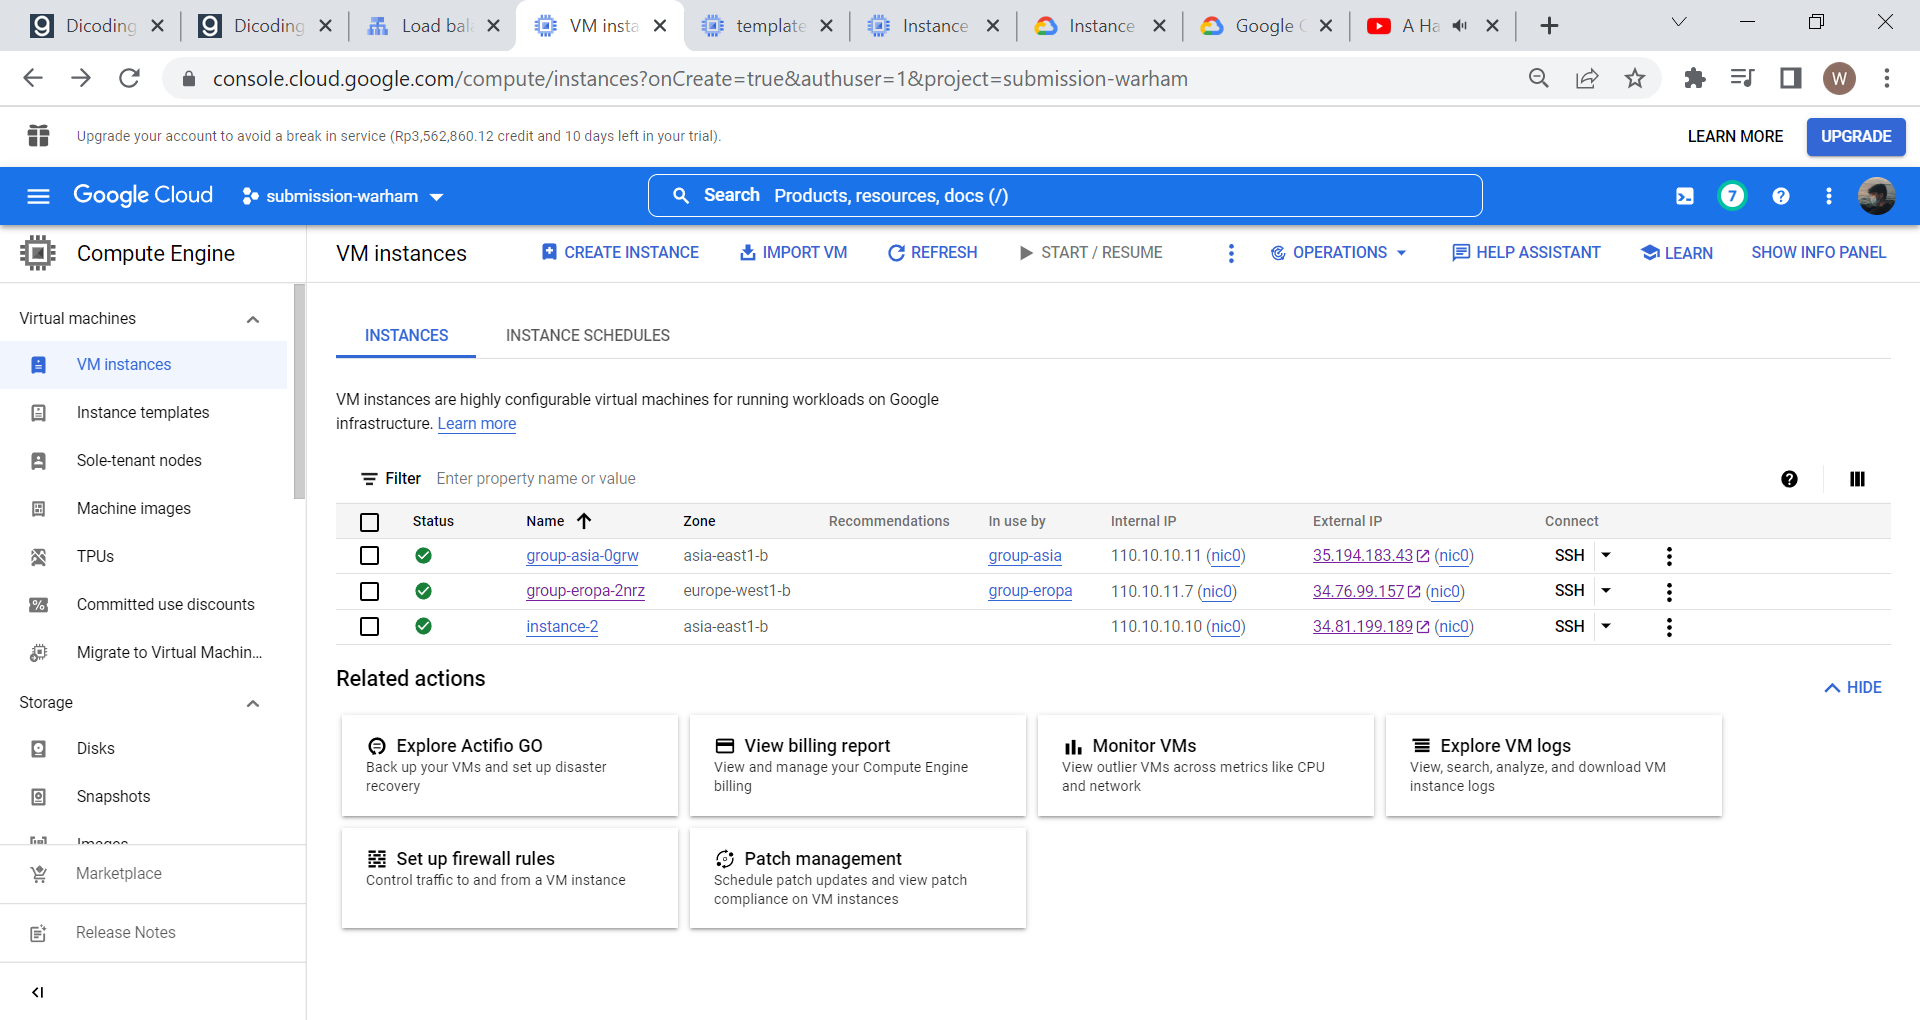 Dicoding
Dicoding
Load bal
VM insta
template
Instance
Instance
Google C
A Ha
console.cloud.google.com/compute/instances?onCreate=true&authuser=1&project=submission-warham
W
Upgrade your account to avoid a break in service (Rp3,562,860.12 credit and 10 days left in your trial).
LEARN MORE
UPGRADE
Google Cloud
submission-warham
Search Products, resources, docs (/)
7
Compute Engine
VM instances
CREATE INSTANCE
IMPORT VM
REFRESH
START / RESUME
OPERATIONS
HELP ASSISTANT
LEARN
SHOW INFO PANEL
Virtual machines
VM instances
Instance templates
Sole-tenant nodes
Machine images
TPUs
Committed use discounts
Migrate to Virtual Machin...
Storage
Disks
Snapshots
Images
Marketplace
Release Notes
INSTANCES
INSTANCE SCHEDULES
VM instances are highly configurable virtual machines for running workloads on Google
infrastructure. Learn more
Filter Enter property name or value
Status Name Zone Recommendations In use by Internal IP External IP Connect
group-asia-0grw asia-east1-b group-asia 110.10.10.11 (nic0) 35.194.183.43 (nic0) SSH
group-eropa-2nrz europe-west1-b group-eropa 110.10.11.7 (nic0) 34.76.99.157 (nic0) SSH
instance-2 asia-east1-b 110.10.10.10 (nic0) 34.81.199.189 (nic0) SSH
Related actions
HIDE
Explore Actifio GO
Back up your VMs and set up disaster
recovery
View billing report
View and manage your Compute Engine
billing
Monitor VMs
View outlier VMs across metrics like CPU
and network
Explore VM logs
View, search, analyze, and download VM
instance logs
Set up firewall rules
Control traffic to and from a VM instance
Patch management
Schedule patch updates and view patch
compliance on VM instances